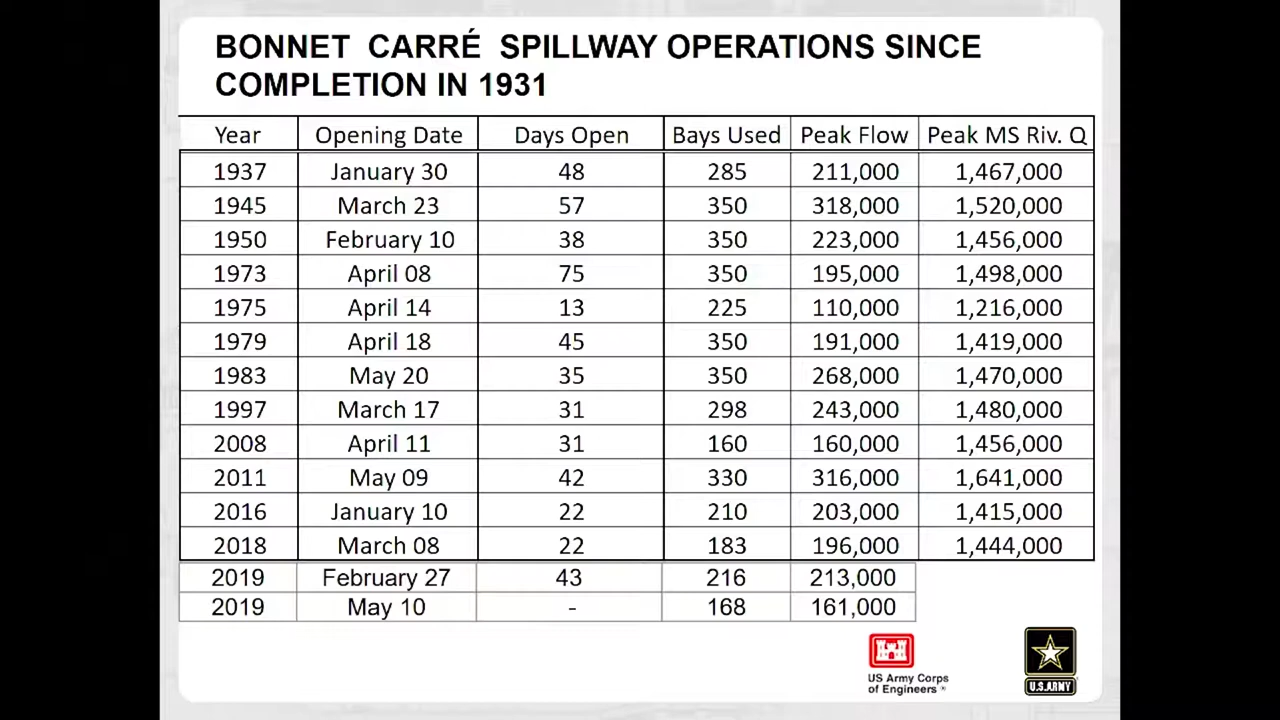 BONNET CARRÉ SPILLWAY OPERATIONS SINCE
COMPLETION IN 1931
Year Opening Date Days Open Bays Used Peak Flow Peak MS Riv. Q
1937 January 30 48 285 211,000 1,467,000
1945 March 23 57 350 318,000 1,520,000
1950 February 10 38 350 223,000 1,456,000
1973 April 08 75 350 195,000 1,498,000
1975 April 14 13 225 110,000 1,216,000
1979 April 18 45 350 191,000 1,419,000
1983 May 20 35 350 268,000 1,470,000
1997 March 17 31 298 243,000 1,480,000
2008 April 11 31 160 160,000 1,456,000
2011 May 09 42 330 316,000 1,641,000
2016 January 10 22 210 203,000 1,415,000
2018 March 08 22 183 196,000 1,444,000
2019 February 27 43 216 213,000
2019 May 10 - 168 161,000
US Army Corps
of Engineers ®
U.S.ARMY